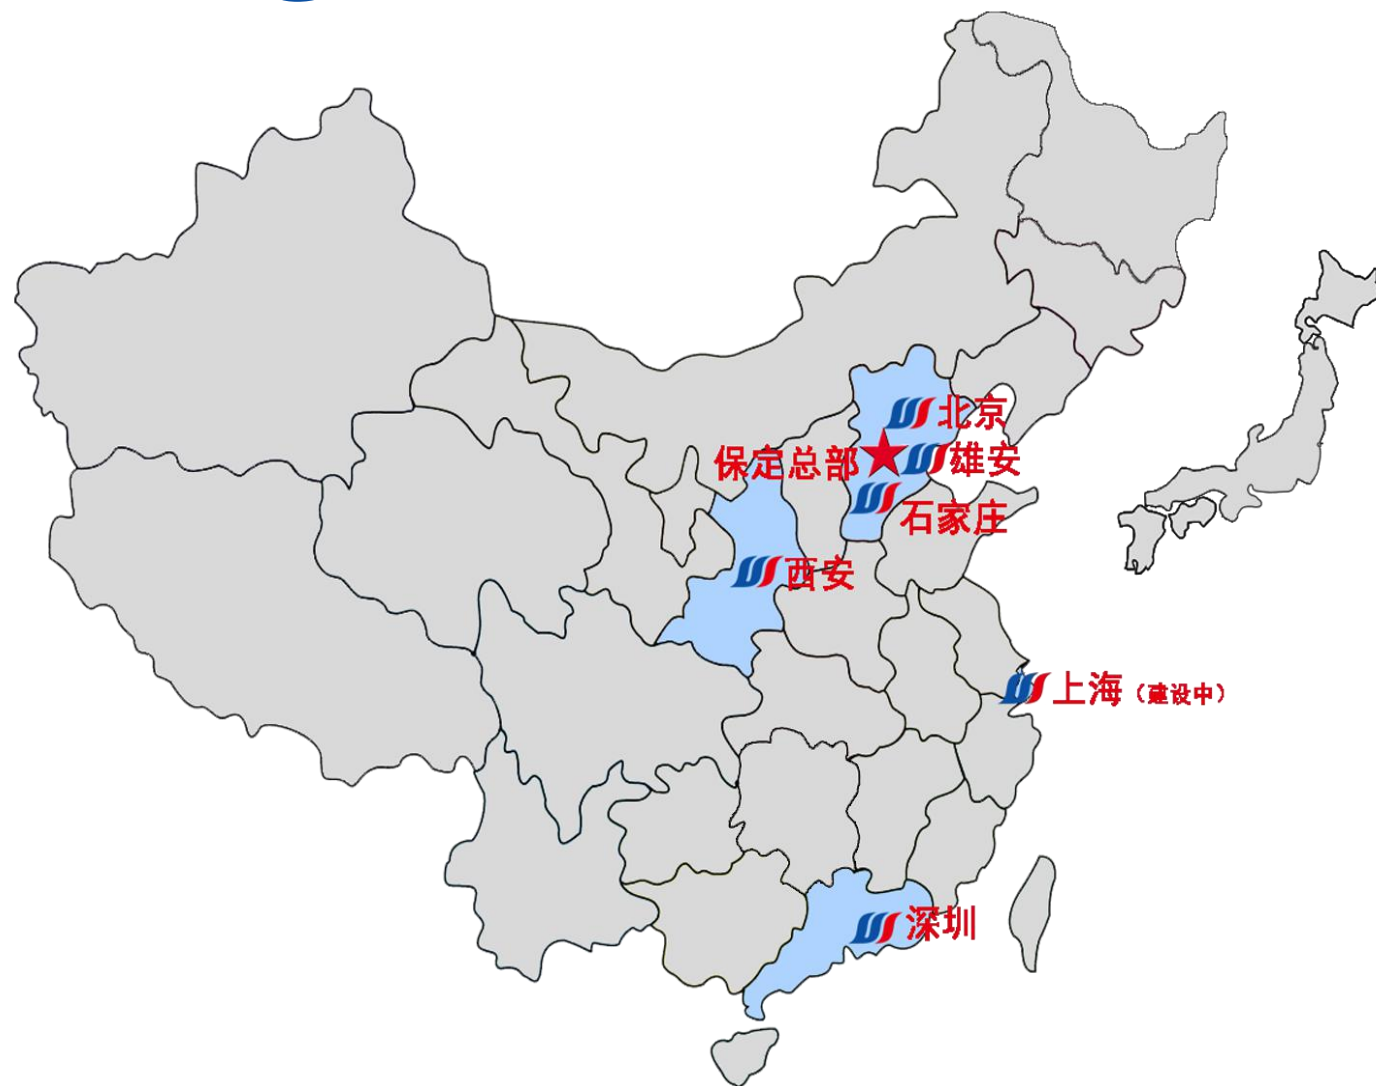 北京
保定总部
雄安
石家庄
西安
上海（建设中）
深圳